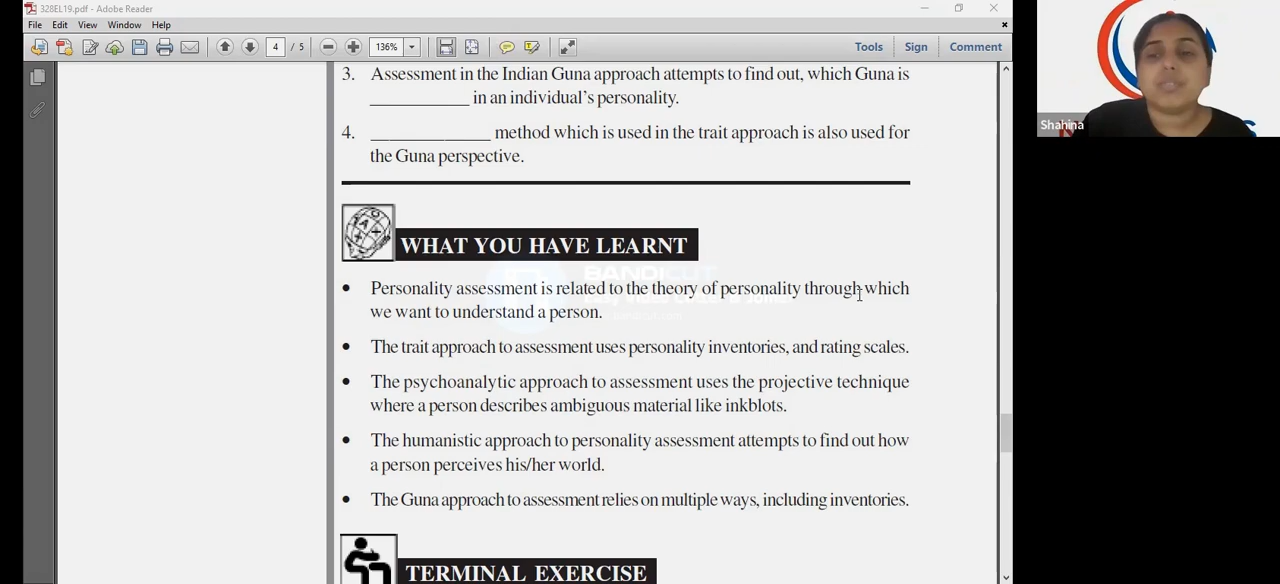 328EL19.pdf - Adobe Reader
File Edit View Window Help
4 / 5 136% Tools Sign Comment
3. Assessment in the Indian Guna approach attempts to find out, which Guna is
___________ in an individual's personality.
4. _____________ method which is used in the trait approach is also used for
the Guna perspective.
WHAT YOU HAVE LEARNT
BANDICUT
• Personality assessment is related to the theory of personality through which
we want to understand a person.
• The trait approach to assessment uses personality inventories, and rating scales.
• The psychoanalytic approach to assessment uses the projective technique
where a person describes ambiguous material like inkblots.
• The humanistic approach to personality assessment attempts to find out how
a person perceives his/her world.
• The Guna approach to assessment relies on multiple ways, including inventories.
TERMINAL EXERCISE
Shahina